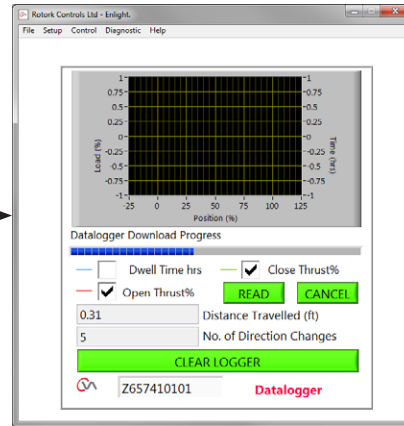 Rotork Controls Ltd - Enlight.
File Setup Control Diagnostic Help
1 1
0.75 0.75
0.5 0.5
0.25 0.25
0 0
-0.25 -0.25
-0.5 -0.5
-0.75 -0.75
-1 -1
Load (%)
Time (hrs)
-25 0 25 50 75 100 125
Position (%)
Datalogger Download Progress
Dwell Time hrs Close Thrust%
Open Thrust% READ CANCEL
0.31 Distance Travelled (ft)
5 No. of Direction Changes
CLEAR LOGGER
Z657410101 Datalogger